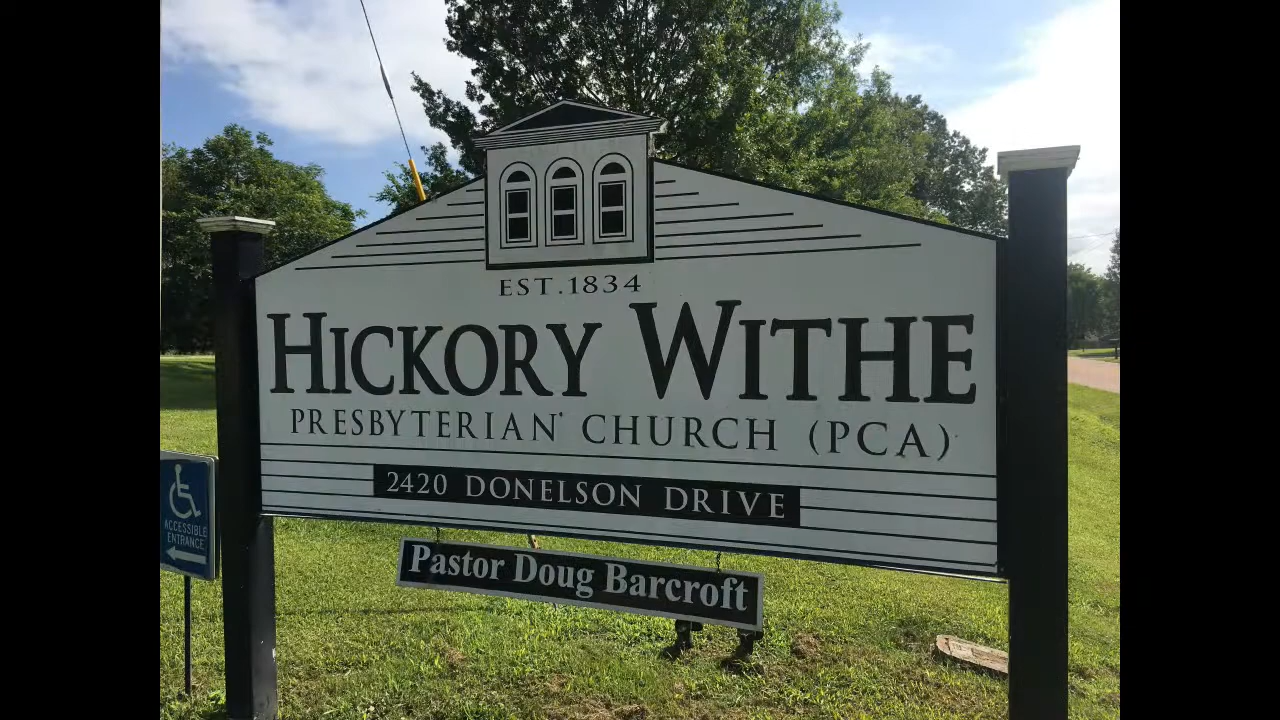 EST.1834
HICKORY WITHE
PRESBYTERIAN CHURCH (PCA)
2420 DONELSON DRIVE
Pastor Doug Barcroft
ACCESSIBLE
ENTRANCE